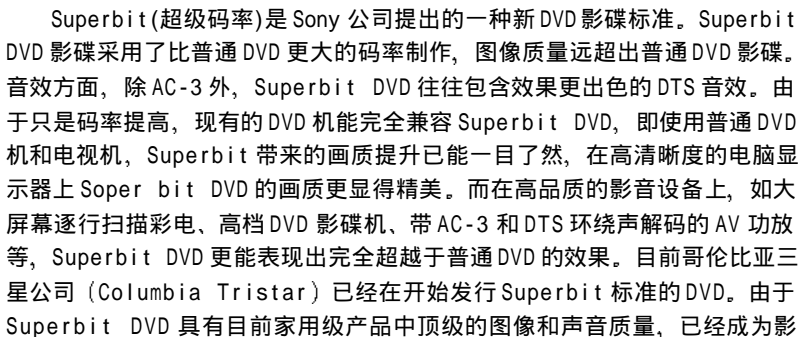 Superbit(超级码率)是 Sony 公司提出的一种新 DVD 影碟标准。Superbit
DVD 影碟采用了比普通 DVD 更大的码率制作，图像质量远超出普通 DVD 影碟。
音效方面，除 AC-3 外，Superbit DVD 往往包含效果更出色的 DTS 音效。由
于只是码率提高，现有的 DVD 机能完全兼容 Superbit DVD，即使用普通 DVD
机和电视机，Superbit 带来的画质提升已能一目了然，在高清晰度的电脑显
示器上 Soper bit DVD 的画质更显得精美。而在高品质的影音设备上，如大
屏幕逐行扫描彩电、高档 DVD 影碟机、带 AC-3 和 DTS 环绕声解码的 AV 功放
等，Superbit DVD 更能表现出完全超越于普通 DVD 的效果。目前哥伦比亚三
星公司（Columbia Tristar）已经在开始发行 Superbit 标准的 DVD。由于
Superbit DVD 具有目前家用级产品中顶级的图像和声音质量，已经成为影